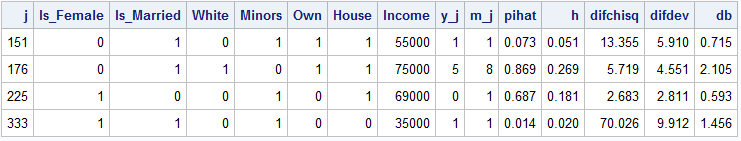 j Is_Female Is_Married White Minors Own House Income y_j m_j pihat h difchisq difdev db
151 0 1 0 1 1 1 55000 1 1 0.073 0.051 13.355 5.910 0.715
176 0 1 1 0 1 1 75000 5 8 0.869 0.269 5.719 4.551 2.105
225 1 0 0 1 0 1 69000 0 1 0.687 0.181 2.683 2.811 0.593
333 1 1 0 1 0 0 35000 1 1 0.014 0.020 70.026 9.912 1.456